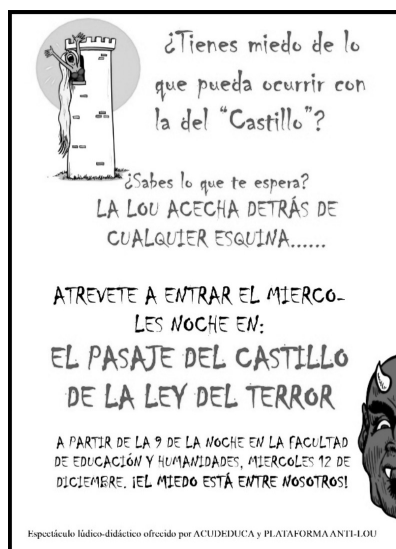 ¿Tienes miedo de lo
que pueda ocurrir con
la del "Castillo"?
¿Sabes lo que te espera?
LA LOU ACECHA DETRÁS DE
CUALQUIER ESQUINA......
ATREVETE A ENTRAR EL MIERCO-
LES NOCHE EN:
EL PASAJE DEL CASTILLO
DE LA LEY DEL TERROR
A PARTIR DE LA 9 DE LA NOCHE EN LA FACULTAD
DE EDUCACIÓN Y HUMANIDADES, MIERCOLES 12 DE
DICIEMBRE. ¡EL MIEDO ESTÁ ENTRE NOSOTROS!
Espectáculo lúdico-didáctico ofrecido por ACUDEDUCA y PLATAFORMA ANTI-LOU